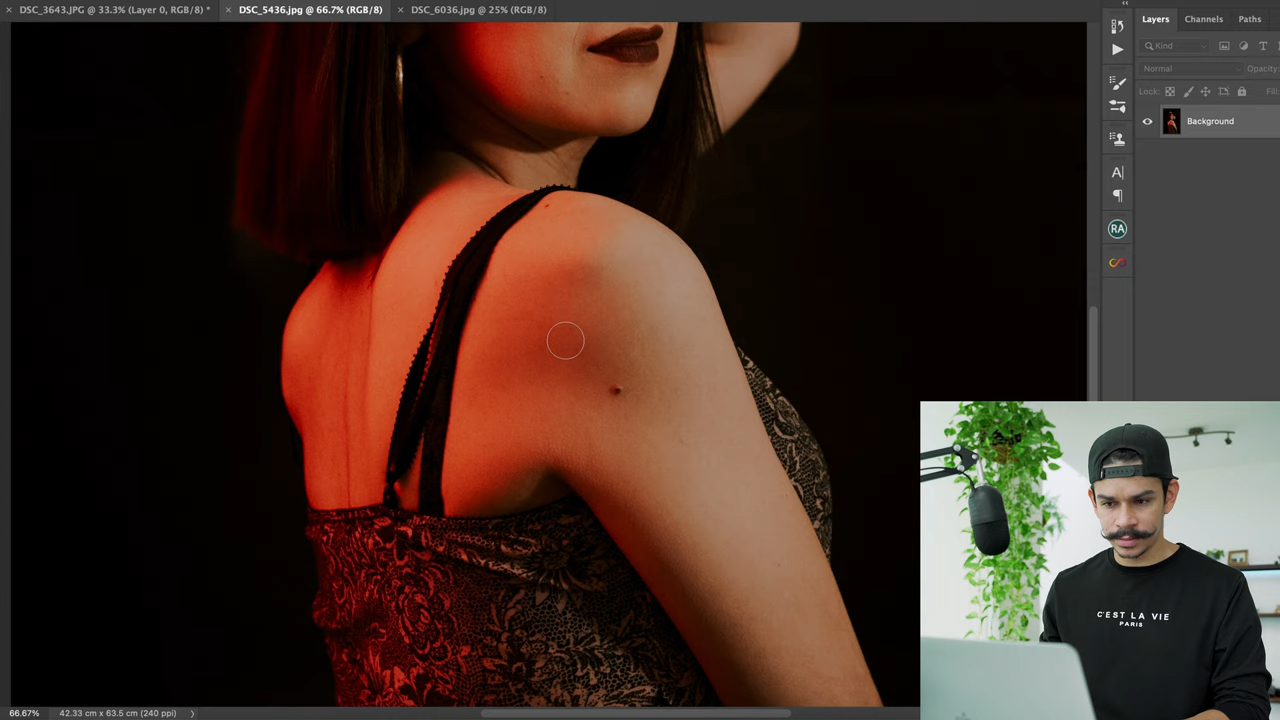 DSC_3643.JPG @ 33.3% (Layer 0, RGB/8) *
DSC_5436.jpg @ 66.7% (RGB/8)
DSC_6036.jpg @ 25% (RGB/8)
Layers
Channels
Paths
Kind
Normal
Opacity:
Lock:
Fill:
Background
A
RA
C'EST LA VIE
PARIS
66.67%
42.33 cm x 63.5 cm (240 ppi)